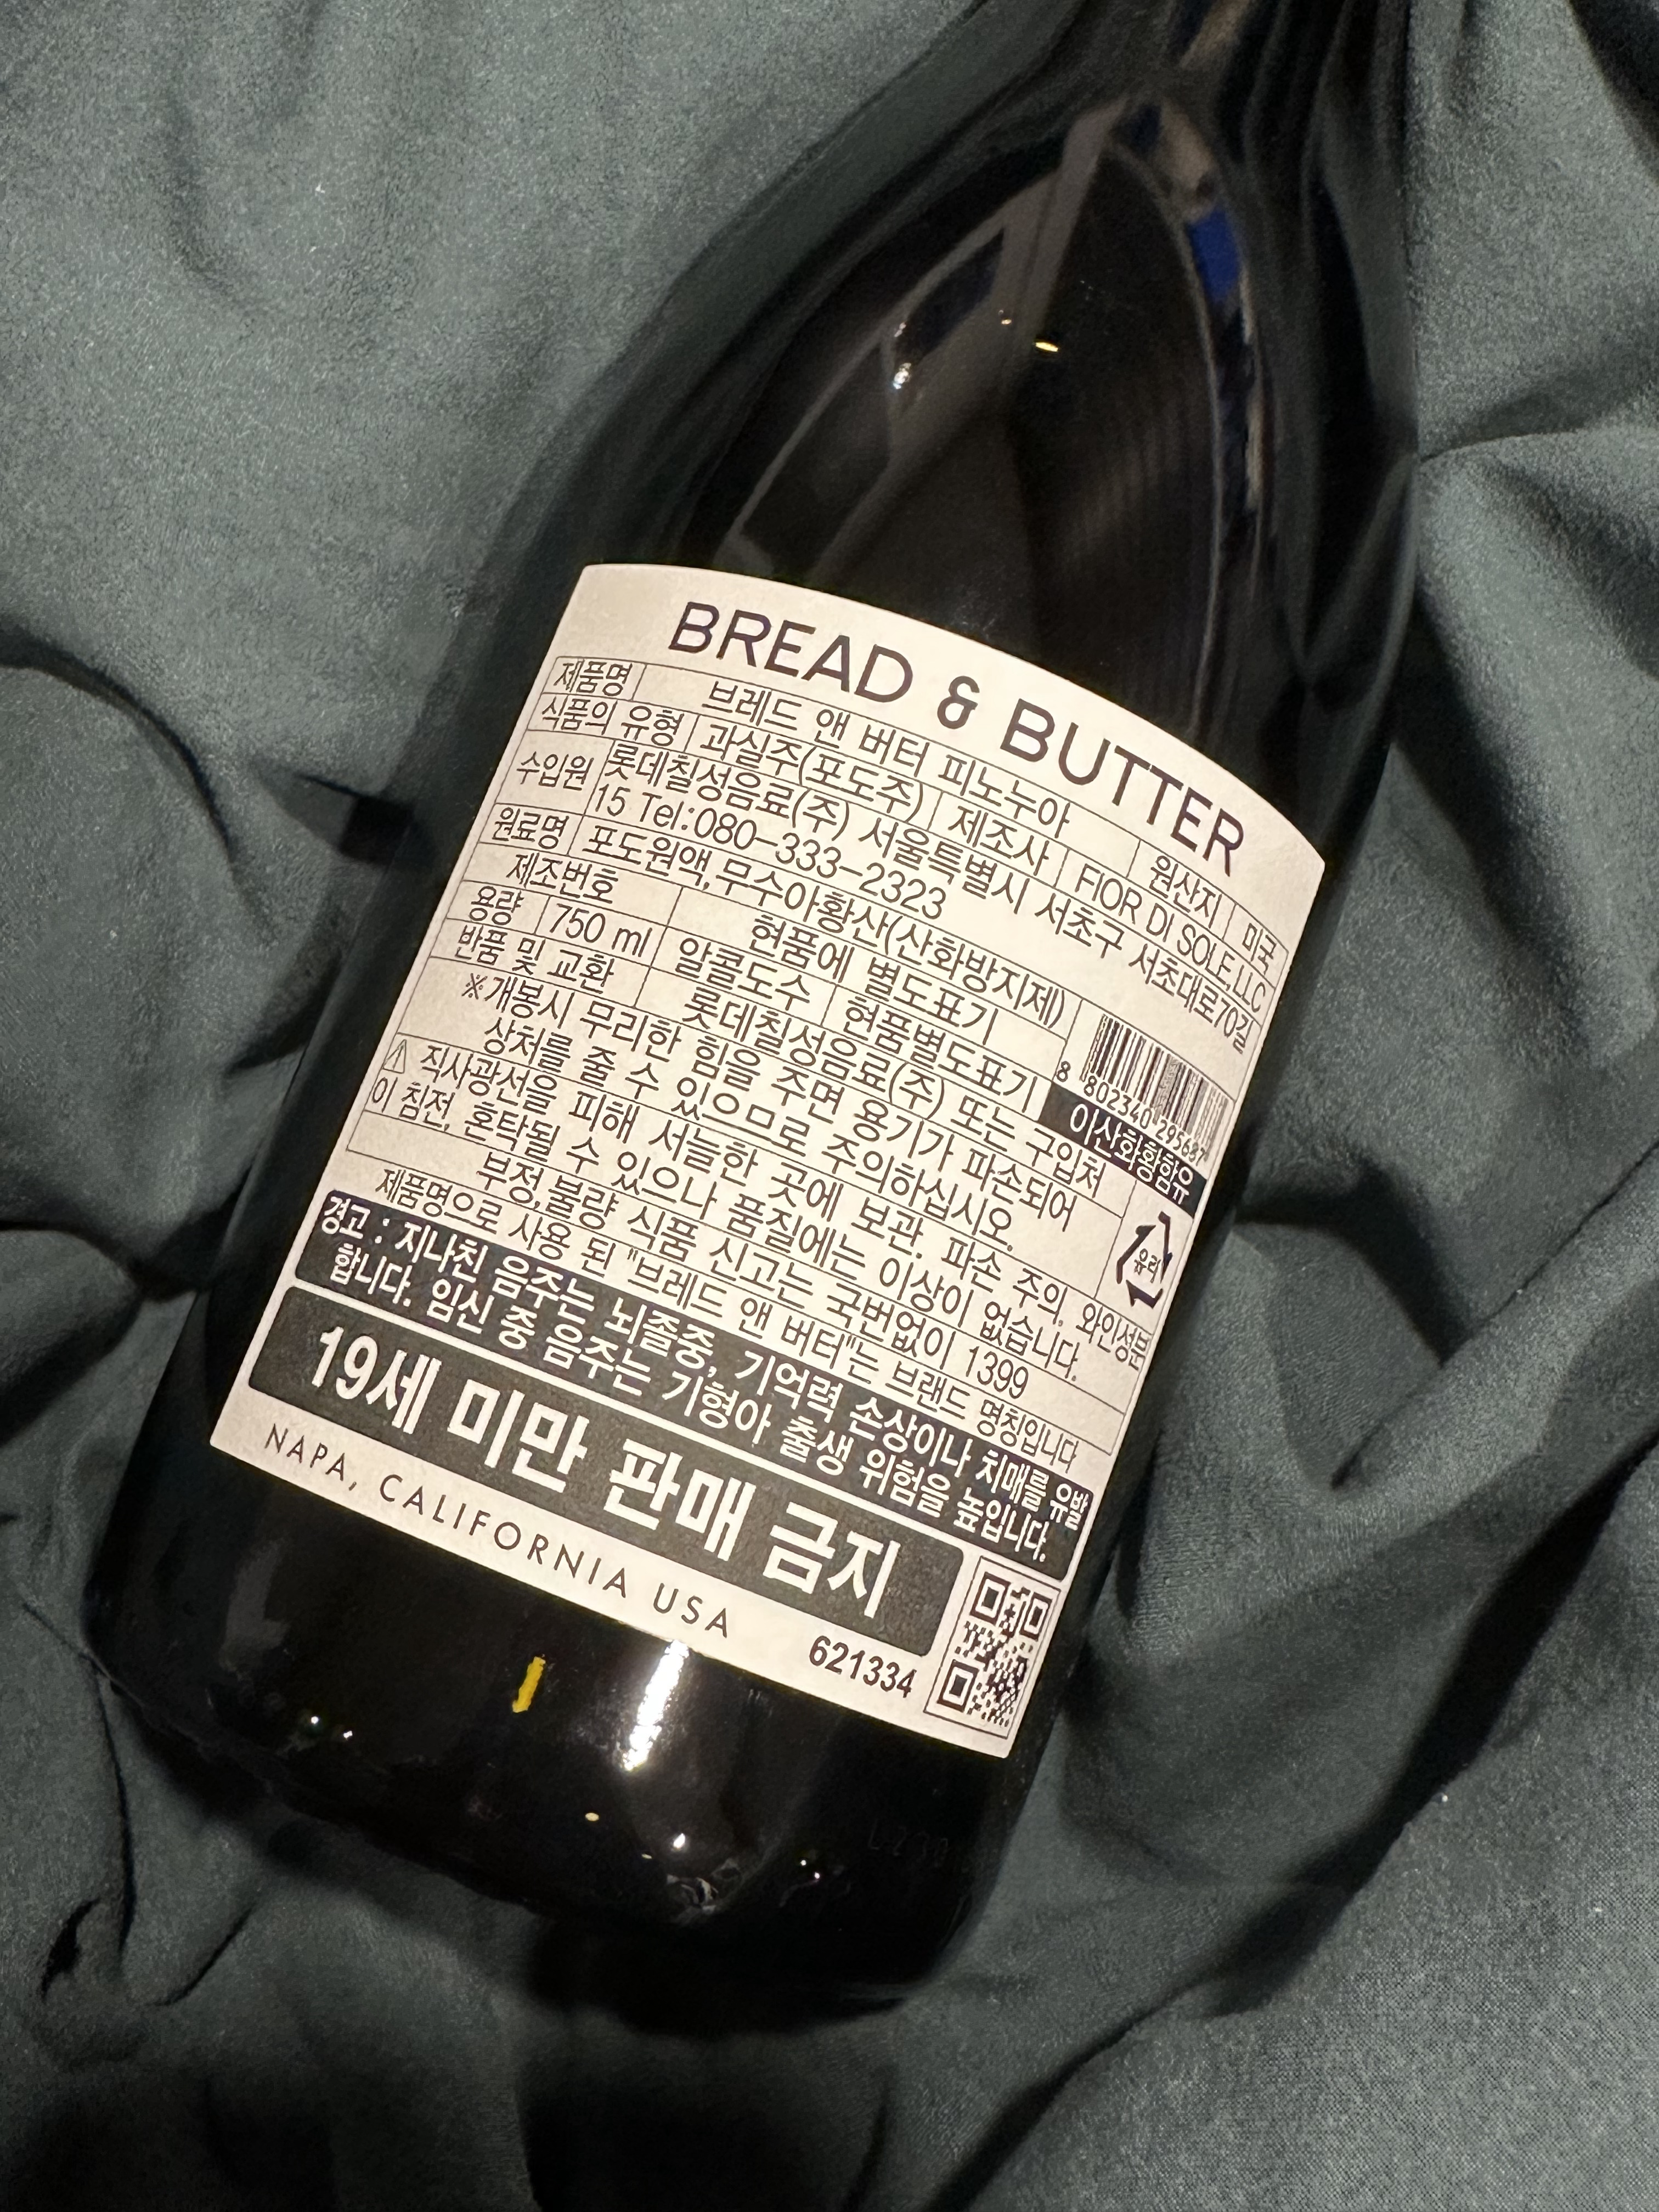 BREAD & BUTTER
제품명 브레드 앤 버터 피노누아 원산지 미국
식품의 유형 과실주(포도주) 제조사 FIOR DI SOLE,LLC
수입원 롯데칠성음료(주) 서울특별시 서초구 서초대로70길
15 Tel:080-333-2323
원료명 포도원액,무수아황산(산화방지제)
제조번호 현품에 별도표기
용량 750 ml 알콜도수 현품별도표기
8 802340 295687
반품 및 교환 롯데칠성음료(주) 또는 구입처
이산화황함유
※개봉시 무리한 힘을 주면 용기가 파손되어
상처를 줄 수 있으므로 주의하십시오.
유리
⚠ 직사광선을 피해 서늘한 곳에 보관. 파손 주의. 와인성분
이 침전, 혼탁될 수 있으나 품질에는 이상이 없습니다.
부정,불량 식품 신고는 국번없이 1399
제품명으로 사용 된 "브레드 앤 버터"는 브랜드 명칭입니다
경고 : 지나친 음주는 뇌졸중, 기억력 손상이나 치매를 유발
합니다. 임신 중 음주는 기형아 출생 위험을 높입니다.
19세 미만 판매 금지
NAPA, CALIFORNIA USA
621334